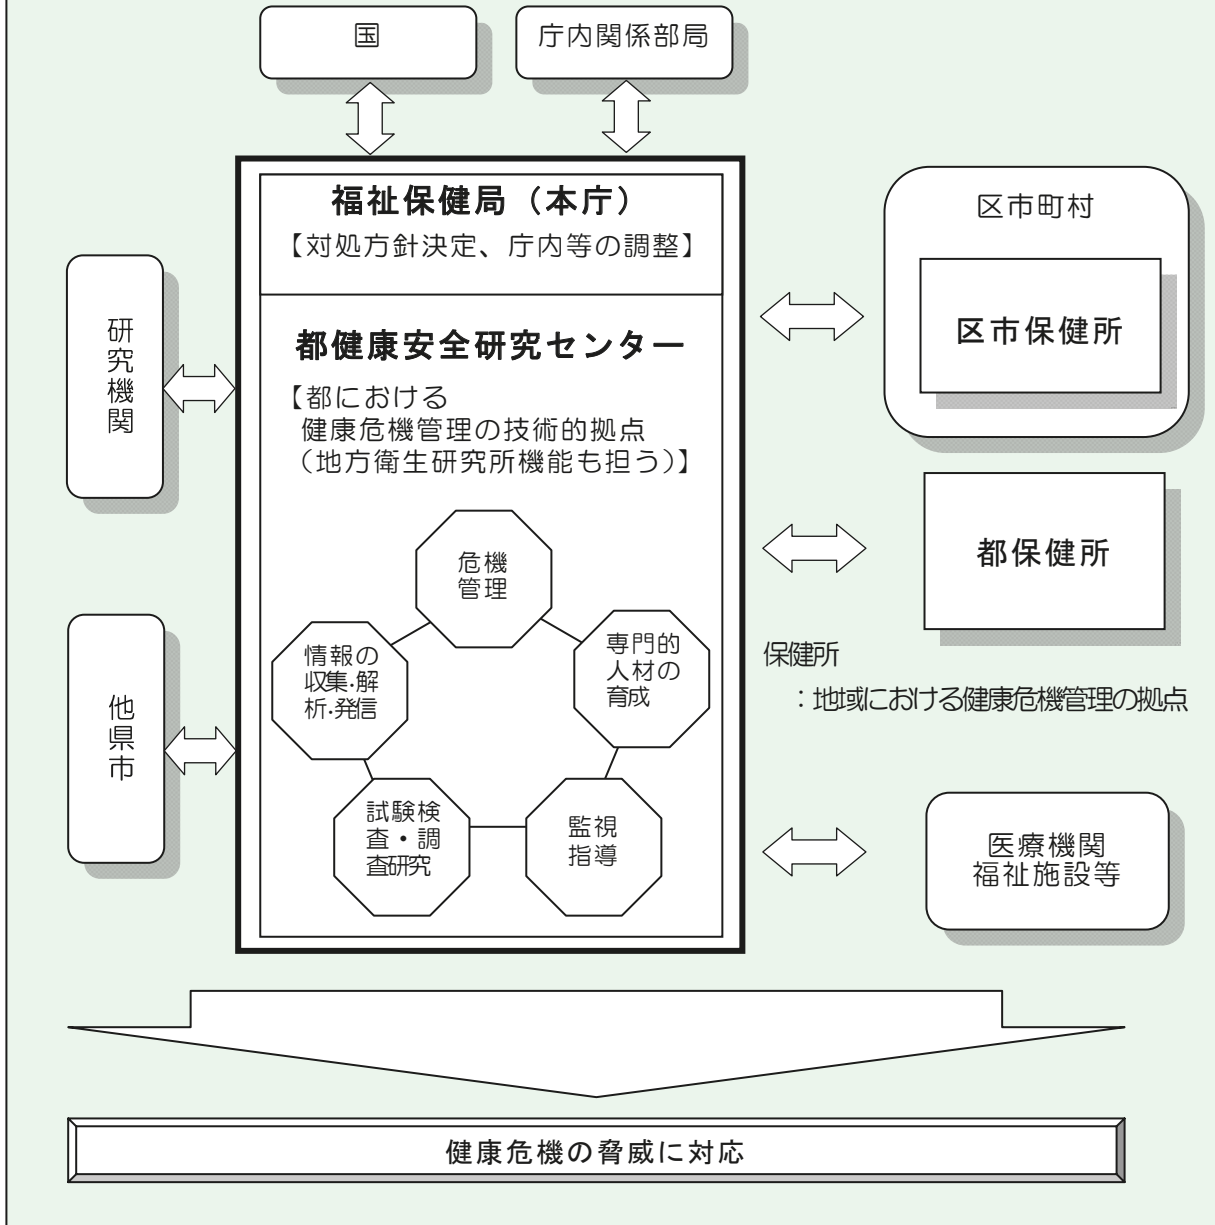 国
庁内関係部局
福祉保健局（本庁）
【対処方針決定、庁内等の調整】
区市町村
区市保健所
研究機関
都健康安全研究センター
【都における
健康危機管理の技術的拠点
（地方衛生研究所機能も担う）】
都保健所
危機
管理
情報の
収集・解
析・発信
専門的
人材の
育成
保健所
：地域における健康危機管理の拠点
他県市
試験検
査・調
査研究
監視
指導
医療機関
福祉施設等
健康危機の脅威に対応